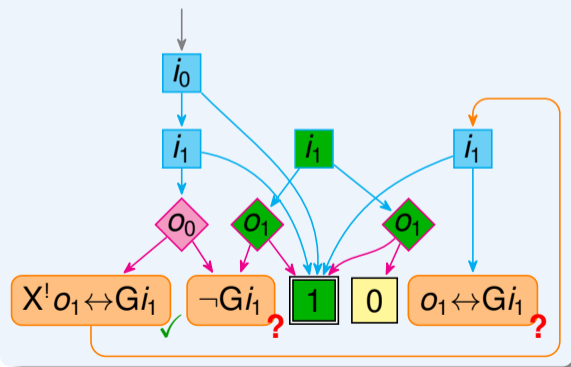 i₀
i₁ i₁ i₁
o₀ o₁ o₁
X! o₁↔Gi₁ ¬Gi₁ 1 0 o₁↔Gi₁
✓ ? ?